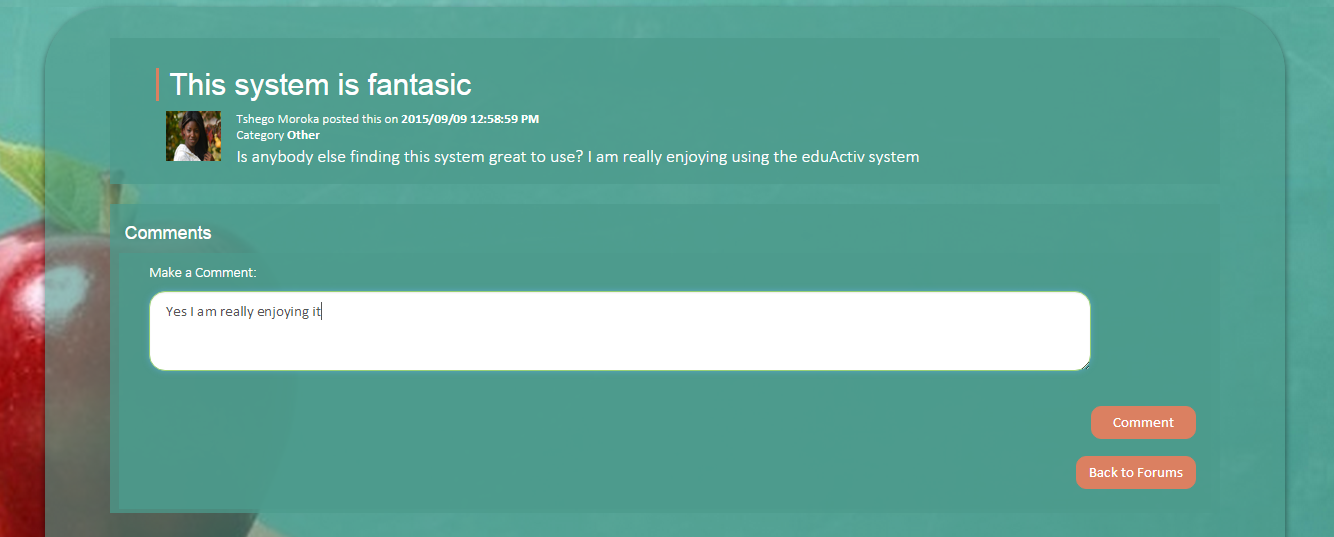 This system is fantasic
Tshego Moroka posted this on 2015/09/09 12:58:59 PM
Category Other
Is anybody else finding this system great to use? I am really enjoying using the eduActiv system
Comments
Make a Comment:
Yes I am really enjoying it
Comment
Back to Forums